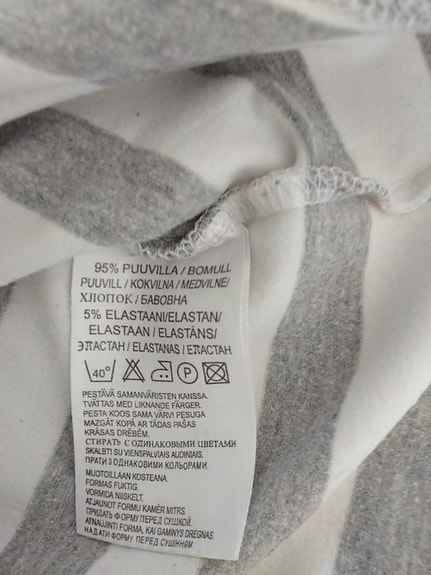 95% PUUVILLA / BOMULL
PUUVILL / KOKVILNA / MEDVILNE/
ХЛОПОК / БАВОВНА
5% ELASTAANI/ELASTAN/
ELASTAAN / ELASTĀNS/
ЭПАСТАН / ELASTANAS / ЕПАСТАН
40°
P
PESTÄVÄ SAMANVÄRISTEN KANSSA.
TVÄTTAS MED LIKNANDE FÄRGER.
PESTA KOOS SAMA VÄRVI PESUGA
MAZGĀT KOPĀ AR TĀDAS PAŠAS
KRĀSAS DRĒBĒM.
СТИРАТЬ С ОДИНАКОВЫМИ ЦВЕТАМИ
SKALBTI SU VIENSPALVIAIS AUDINIAIS.
ПРАТИ З ОДНАКОВИМИ КОЛЬОРАМИ.
MUOTOILLAAN KOSTEANA.
FORMAS FUKTIG.
VORMIDA NIISKELT.
ATJAUNOT FORMU KAMĒR MITRS.
ПРИДАТЬ ФОРМУ ПЕРЕД СУШКОЙ.
ATNAUJINTI FORMĄ, KAI GAMINYS DRĖGNAS.
НАДАТИ ФОРМУ ПЕРЕД СУШІННЯМ.